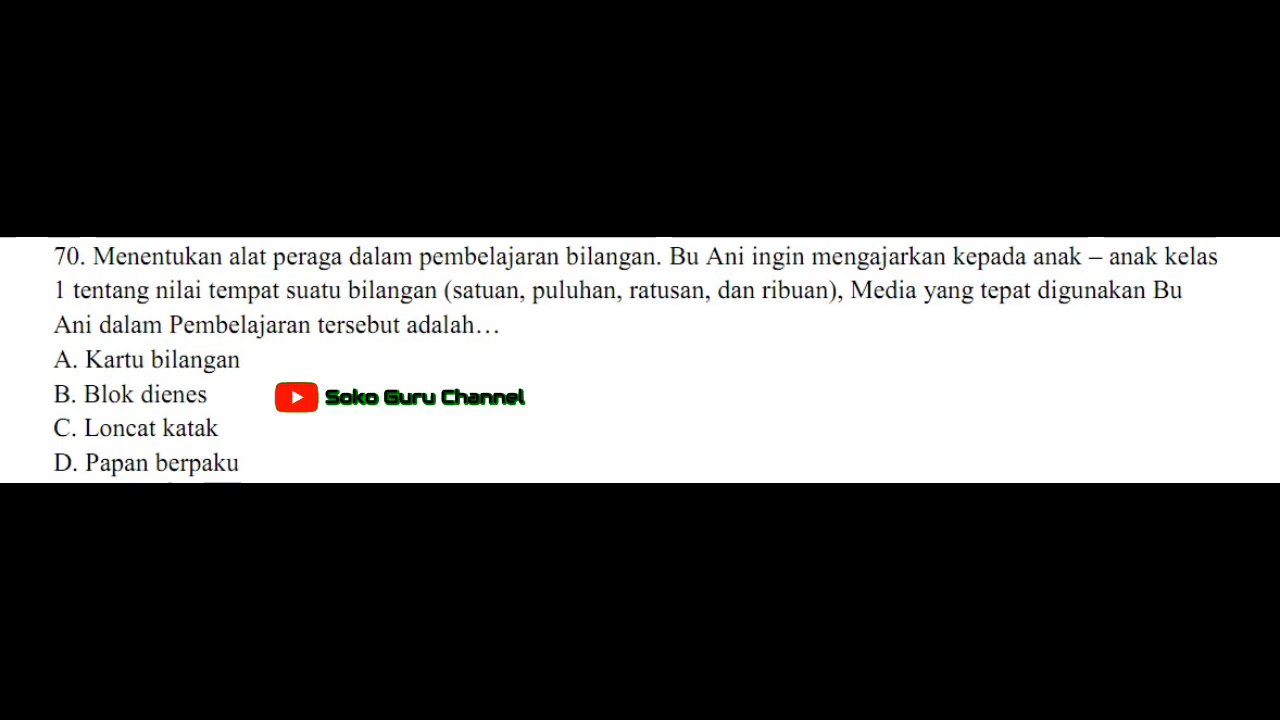 70. Menentukan alat peraga dalam pembelajaran bilangan. Bu Ani ingin mengajarkan kepada anak – anak kelas
1 tentang nilai tempat suatu bilangan (satuan, puluhan, ratusan, dan ribuan), Media yang tepat digunakan Bu
Ani dalam Pembelajaran tersebut adalah…
A. Kartu bilangan
B. Blok dienes
Soko Guru Channel
C. Loncat katak
D. Papan berpaku